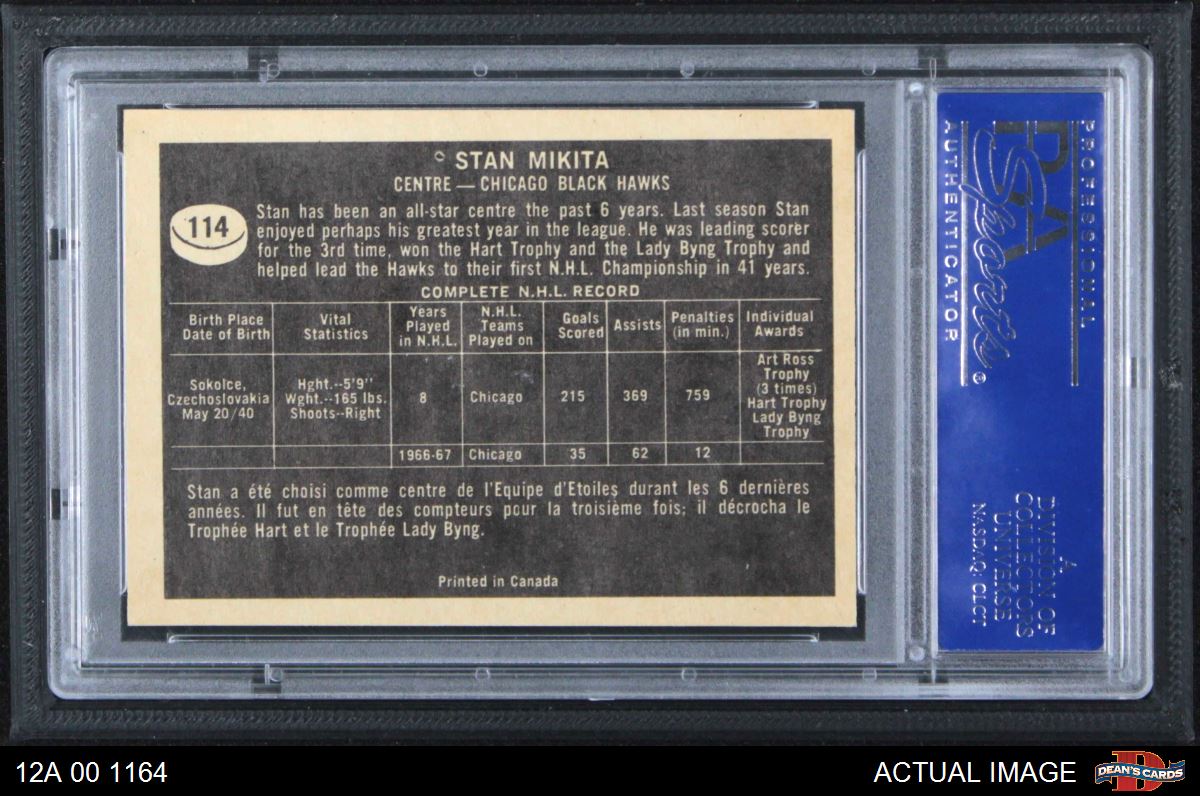 STAN MIKITA
CENTRE — CHICAGO BLACK HAWKS
114
Stan has been an all-star centre the past 6 years. Last season Stan
enjoyed perhaps his greatest year in the league. He was leading scorer
for the 3rd time, won the Hart Trophy and the Lady Byng Trophy and
helped lead the Hawks to their first N.H.L. Championship in 41 years.
COMPLETE N.H.L. RECORD
Birth Place
Date of Birth
Vital
Statistics
Years
Played
in N.H.L.
N.H.L.
Teams
Played on
Goals
Scored
Assists
Penalties
(in min.)
Individual
Awards
Sokolce,
Czechoslovakia
May 20/40
Hght.--5'9"
Wght.--165 lbs.
Shoots--Right
8
Chicago
215
369
759
Art Ross
Trophy
(3 times)
Hart Trophy
Lady Byng
Trophy
1966-67
Chicago
35
62
12
Stan a été choisi comme centre de l'Equipe d'Etoiles durant les 6 dernières
années. Il fut en tête des compteurs pour la troisième fois; il décrocha le
Trophée Hart et le Trophée Lady Byng.
Printed in Canada
PROFESSIONAL
PSA
Sports®
AUTHENTICATOR
A
DIVISION OF
COLLECTORS
UNIVERSE
NASDAQ: CLCT
12A 00 1164
ACTUAL IMAGE
D
DEAN'S CARDS